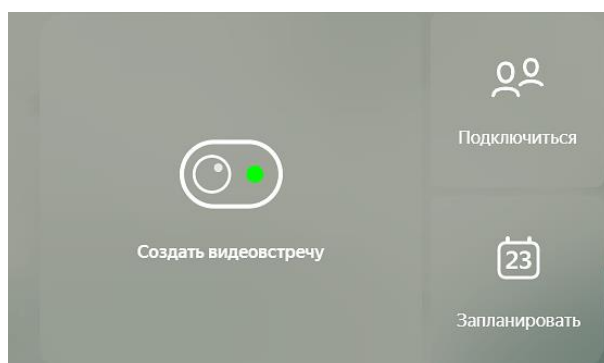 Подключиться
Создать видеовстречу
23
Запланировать